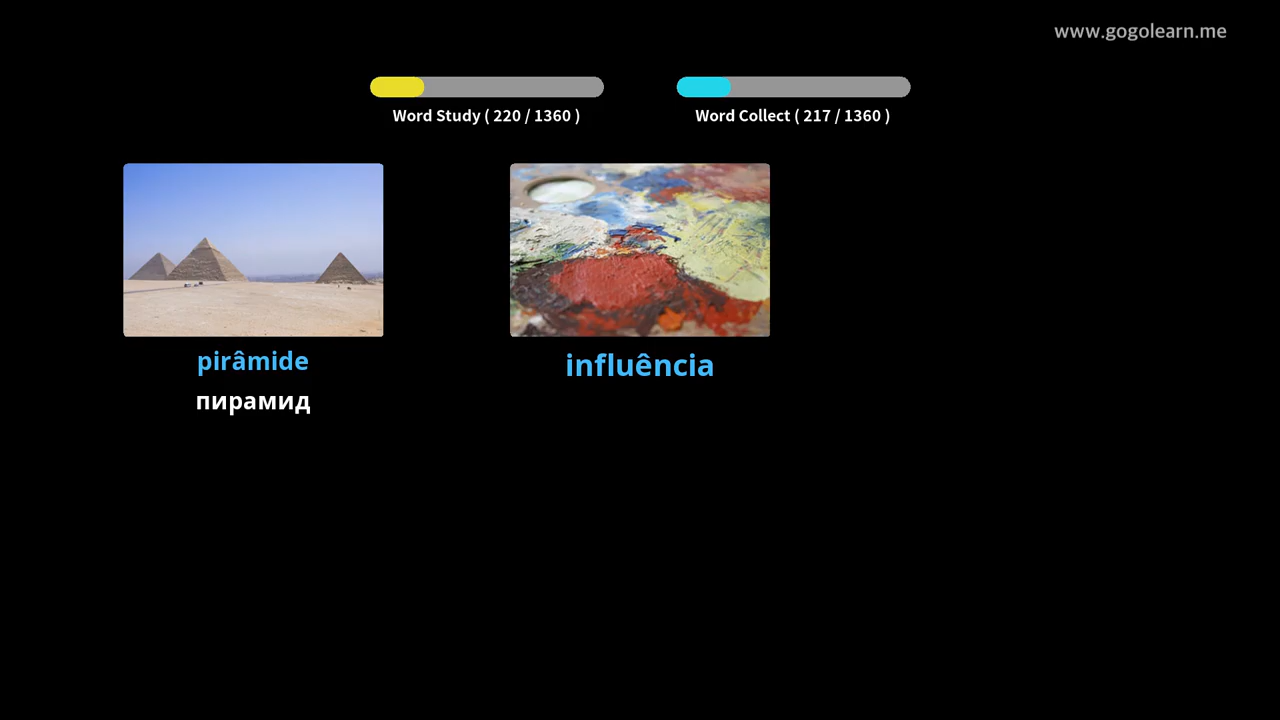 www.gogolearn.me
Word Study ( 220 / 1360 )
Word Collect ( 217 / 1360 )
pirâmide
пирамид
influência